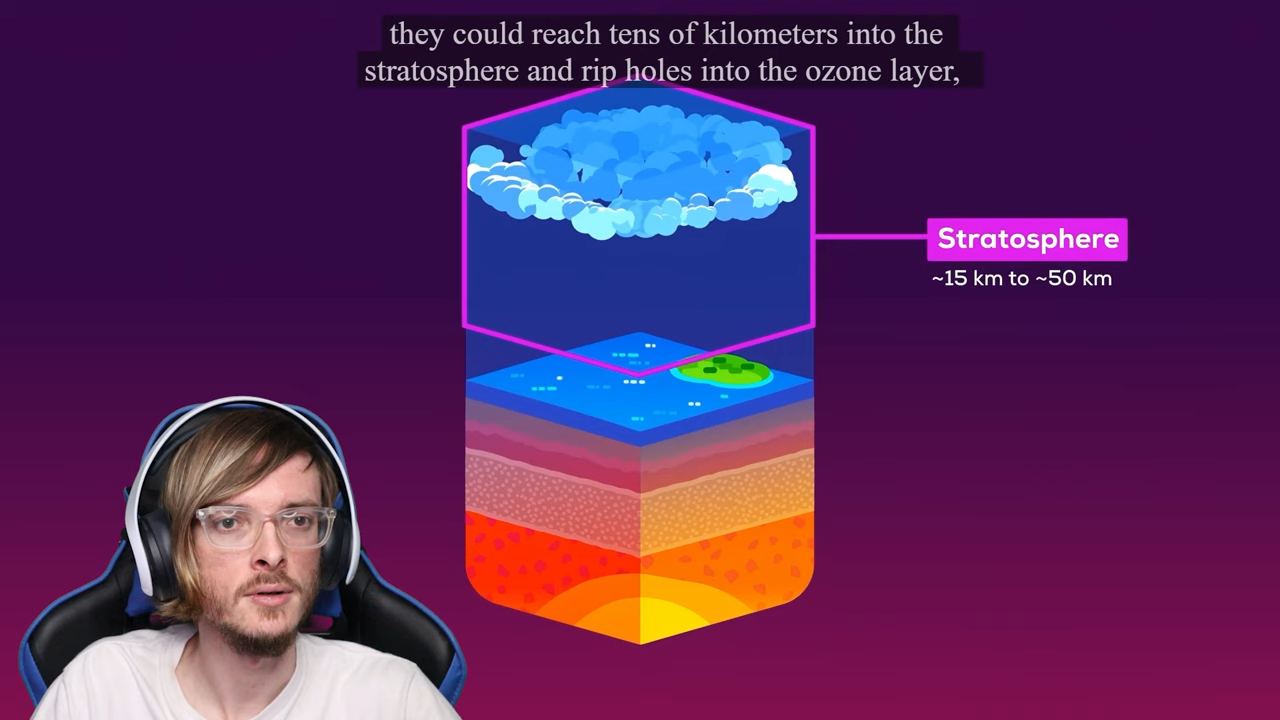 they could reach tens of kilometers into the
stratosphere and rip holes into the ozone layer,
Stratosphere
~15 km to ~50 km